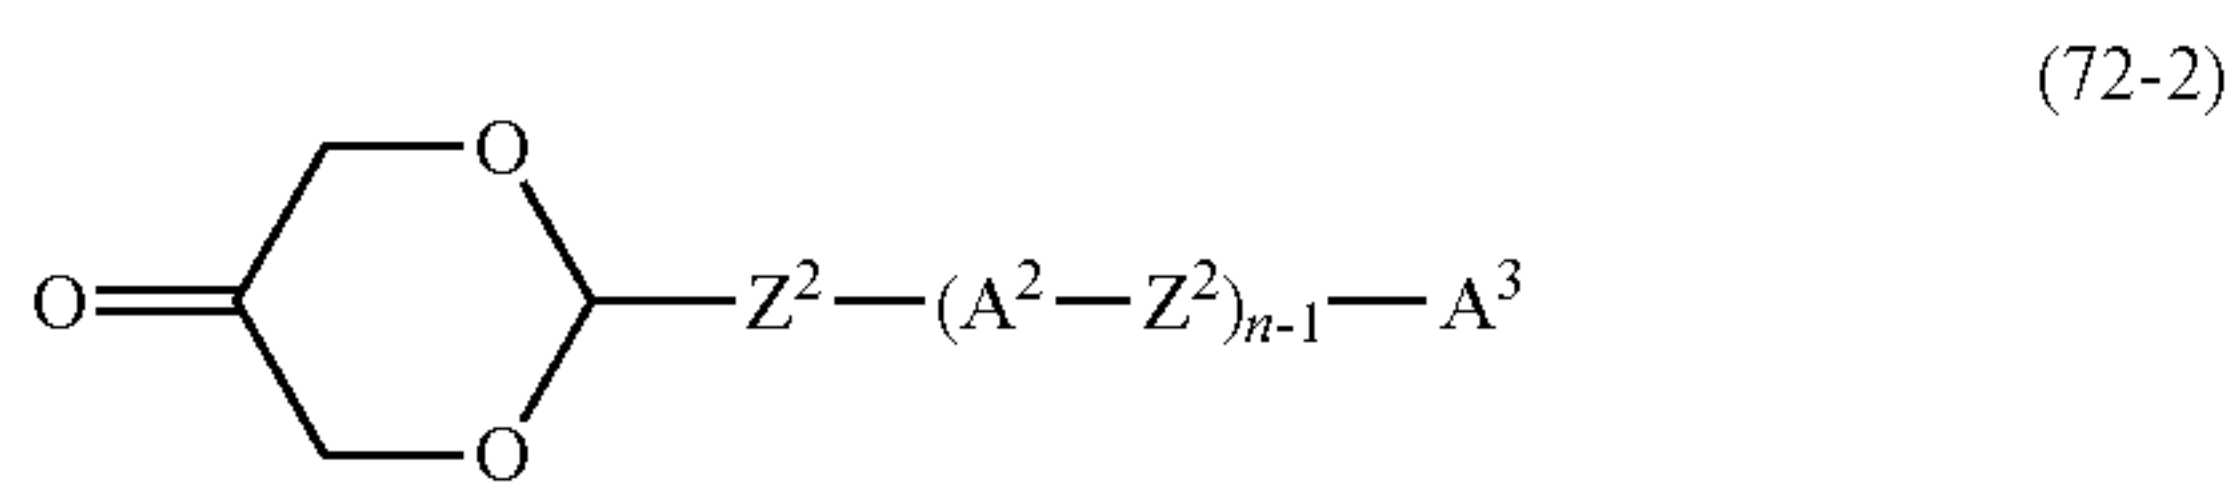 (72-2)
O
O Z² (A² Z²)ₙ₋₁ A³
O